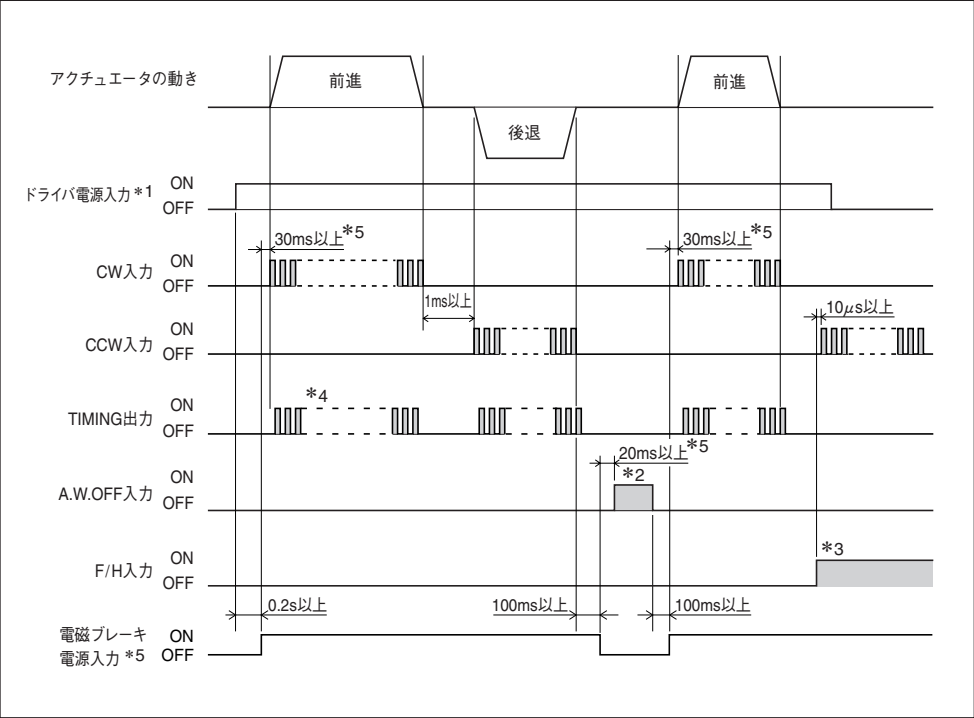 アクチュエータの動き
前進
前進
後退
ドライバ電源入力*1
ON
OFF
30ms以上*5
30ms以上*5
CW入力
ON
OFF
1ms以上
10μs以上
CCW入力
ON
OFF
*4
TIMING出力
ON
OFF
20ms以上*5
*2
A.W.OFF入力
ON
OFF
*3
F/H入力
ON
OFF
0.2s以上
100ms以上
100ms以上
電磁ブレーキ
電源入力*5
ON
OFF